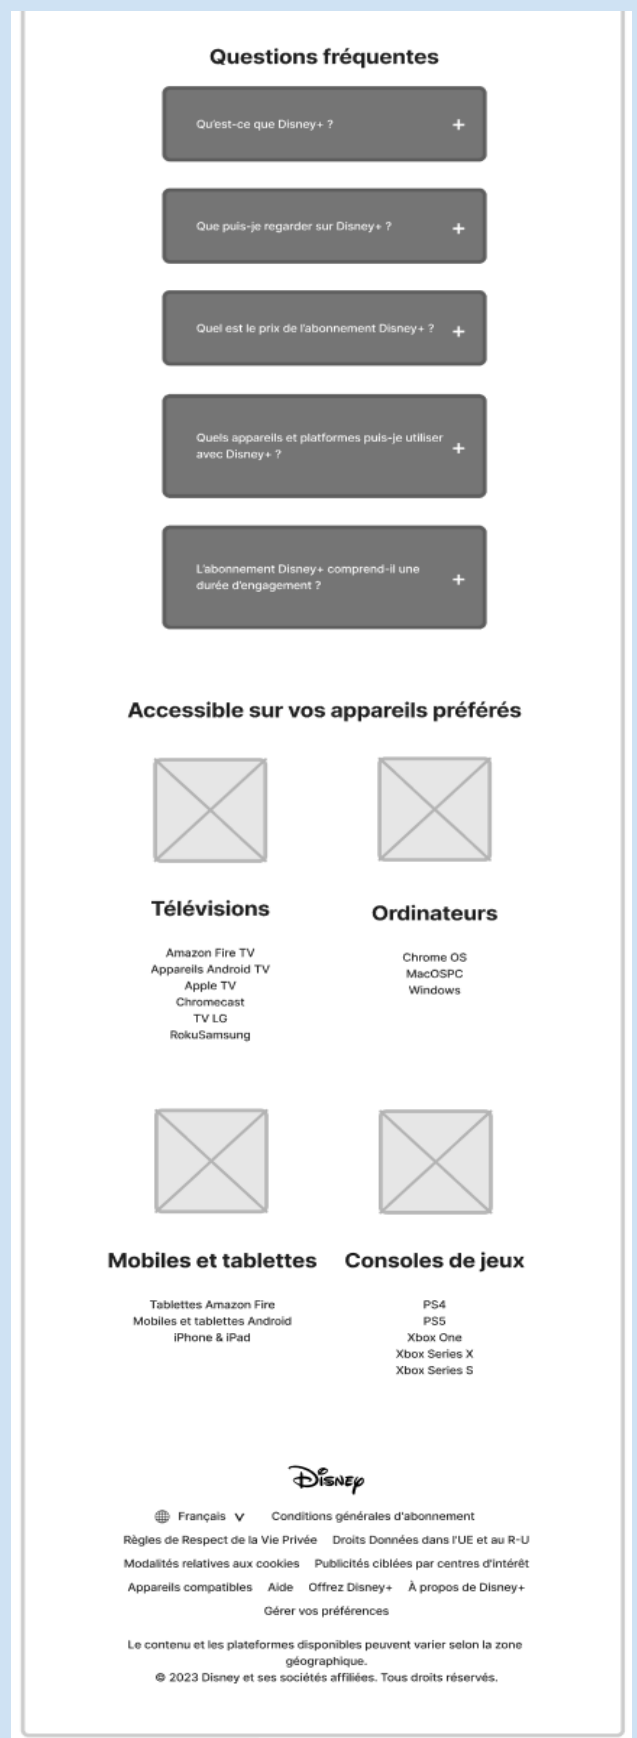 Questions fréquentes
Qu'est-ce que Disney+ ?
+
Que puis-je regarder sur Disney+ ?
+
Quel est le prix de l'abonnement Disney+ ?
+
Quels appareils et platformes puis-je utiliser
avec Disney+ ?
+
L'abonnement Disney+ comprend-il une
durée d'engagement ?
+
Accessible sur vos appareils préférés
Télévisions
Amazon Fire TV
Appareils Android TV
Apple TV
Chromecast
TV LG
RokuSamsung
Ordinateurs
Chrome OS
MacOSPC
Windows
Mobiles et tablettes
Tablettes Amazon Fire
Mobiles et tablettes Android
iPhone & iPad
Consoles de jeux
PS4
PS5
Xbox One
Xbox Series X
Xbox Series S
Disney
Français Conditions générales d'abonnement
Règles de Respect de la Vie Privée Droits Données dans l'UE et au R-U
Modalités relatives aux cookies Publicités ciblées par centres d'intérêt
Appareils compatibles Aide Offrez Disney+ À propos de Disney+
Gérer vos préférences
Le contenu et les plateformes disponibles peuvent varier selon la zone
géographique.
© 2023 Disney et ses sociétés affiliées. Tous droits réservés.